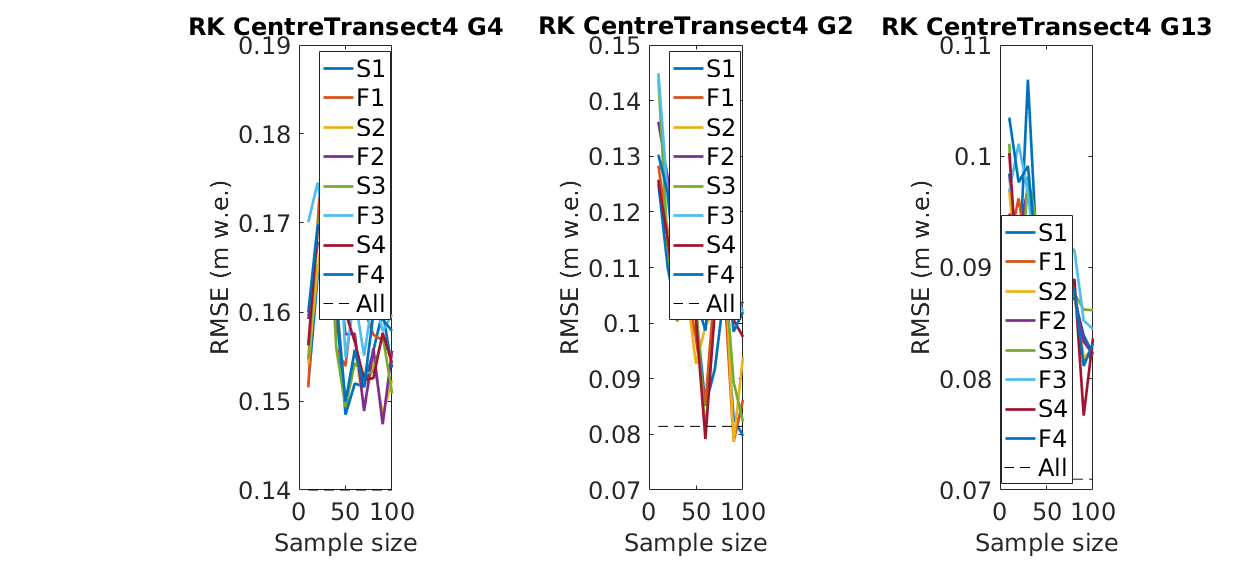 RK CentreTransect4 G4
0.19
0.18
0.17
0.16
0.15
0.14
RMSE (m w.e.)
S1
F1
S2
F2
S3
F3
S4
F4
All
0 50 100
Sample size
RK CentreTransect4 G2
0.15
0.14
0.13
0.12
0.11
0.1
0.09
0.08
0.07
RMSE (m w.e.)
S1
F1
S2
F2
S3
F3
S4
F4
All
0 50 100
Sample size
RK CentreTransect4 G13
0.11
0.1
0.09
0.08
0.07
RMSE (m w.e.)
S1
F1
S2
F2
S3
F3
S4
F4
All
0 50 100
Sample size